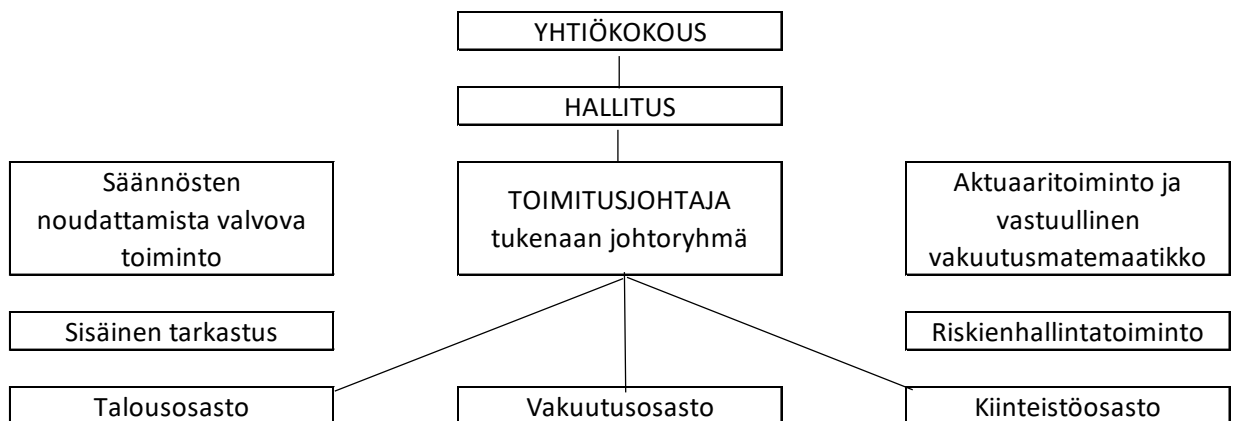 YHTIÖKOKOUS
HALLITUS
Säännösten
noudattamista valvova
toiminto
TOIMITUSJOHTAJA
tukenaan johtoryhmä
Aktuaaritoiminto ja
vastuullinen
vakuutusmatemaatikko
Sisäinen tarkastus
Riskienhallintatoiminto
Talousosasto
Vakuutusosasto
Kiinteistöosasto